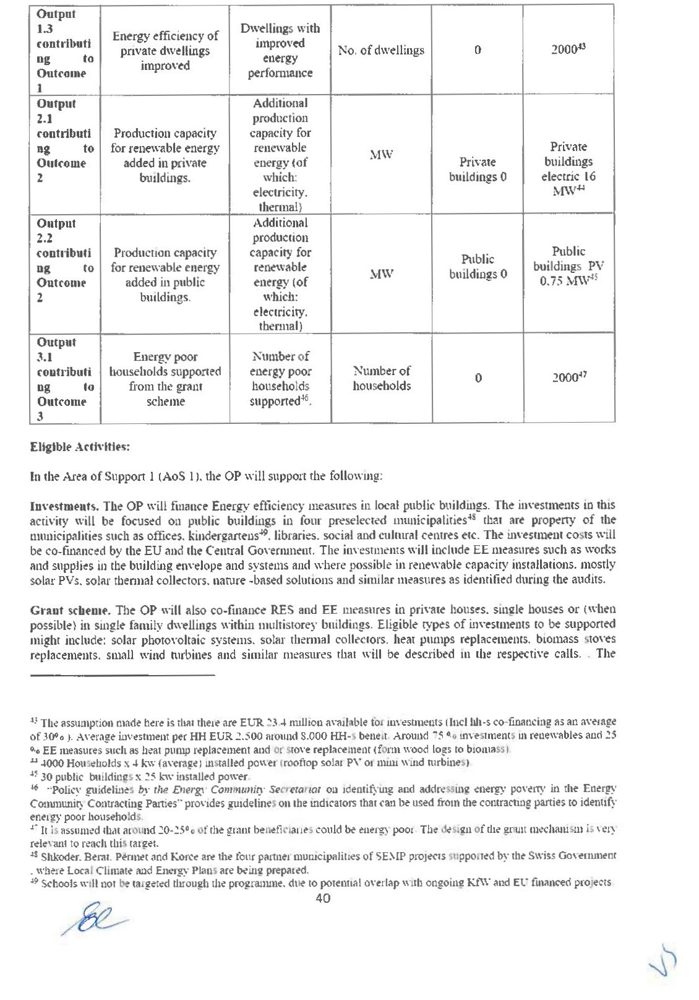 Output
1.3
contributi
ng to
Outcome
1
Energy efficiency of
private dwellings
improved
Dwellings with
improved
energy
performance
No. of dwellings
0
2000⁴³
Output
2.1
contributi
ng to
Outcome
2
Production capacity
for renewable energy
added in private
buildings.
Additional
production
capacity for
renewable
energy (of
which:
electricity,
thermal)
MW
Private
buildings 0
Private
buildings
electric 16
MW⁴⁴
Output
2.2
contributi
ng to
Outcome
2
Production capacity
for renewable energy
added in public
buildings.
Additional
production
capacity for
renewable
energy (of
which:
electricity,
thermal)
MW
Public
buildings 0
Public
buildings PV
0.75 MW⁴⁵
Output
3.1
contributi
ng to
Outcome
3
Energy poor
households supported
from the grant
scheme
Number of
energy poor
households
supported⁴⁶.
Number of
households
0
2000⁴⁷
Eligible Activities:
In the Area of Support 1 (AoS 1), the OP will support the following:
Investments. The OP will finance Energy efficiency measures in local public buildings. The investments in this
activity will be focused on public buildings in four preselected municipalities⁴⁸ that are property of the
municipalities such as offices, kindergartens⁴⁹, libraries, social and cultural centres etc. The investment costs will
be co-financed by the EU and the Central Government. The investments will include EE measures such as works
and supplies in the building envelope and systems and where possible in renewable capacity installations, mostly
solar PVs, solar thermal collectors, nature -based solutions and similar measures as identified during the audits.
Grant scheme. The OP will also co-finance RES and EE measures in private houses, single houses or (when
possible) in single family dwellings within multistorey buildings. Eligible types of investments to be supported
might include: solar photovoltaic systems, solar thermal collectors, heat pumps replacements, biomass stoves
replacements, small wind turbines and similar measures that will be described in the respective calls. . The
⁴³ The assumption made here is that there are EUR 23.4 million available for investments (Incl hh-s co-financing as an average
of 30% ). Average investment per HH EUR 2.500 around 8.000 HH-s benefit. Around 75 % investments in renewables and 25
% EE measures such as heat pump replacement and or stove replacement (form wood logs to biomass)
⁴⁴ 4000 Households x 4 kw (average) installed power (rooftop solar PV or mini wind turbines)
⁴⁵ 30 public buildings x 25 kw installed power.
⁴⁶ "Policy guidelines by the Energy Community Secretariat on identifying and addressing energy poverty in the Energy
Community Contracting Parties" provides guidelines on the indicators that can be used from the contracting parties to identify
energy poor households.
⁴⁷ It is assumed that around 20-25% of the grant beneficiaries could be energy poor. The design of the grant mechanism is very
relevant to reach this target.
⁴⁸ Shkoder, Berat, Përmet and Korce are the four partner municipalities of SEMP projects supported by the Swiss Government
, where Local Climate and Energy Plans are being prepared.
⁴⁹ Schools will not be targeted through the programme, due to potential overlap with ongoing KfW and EU financed projects
40